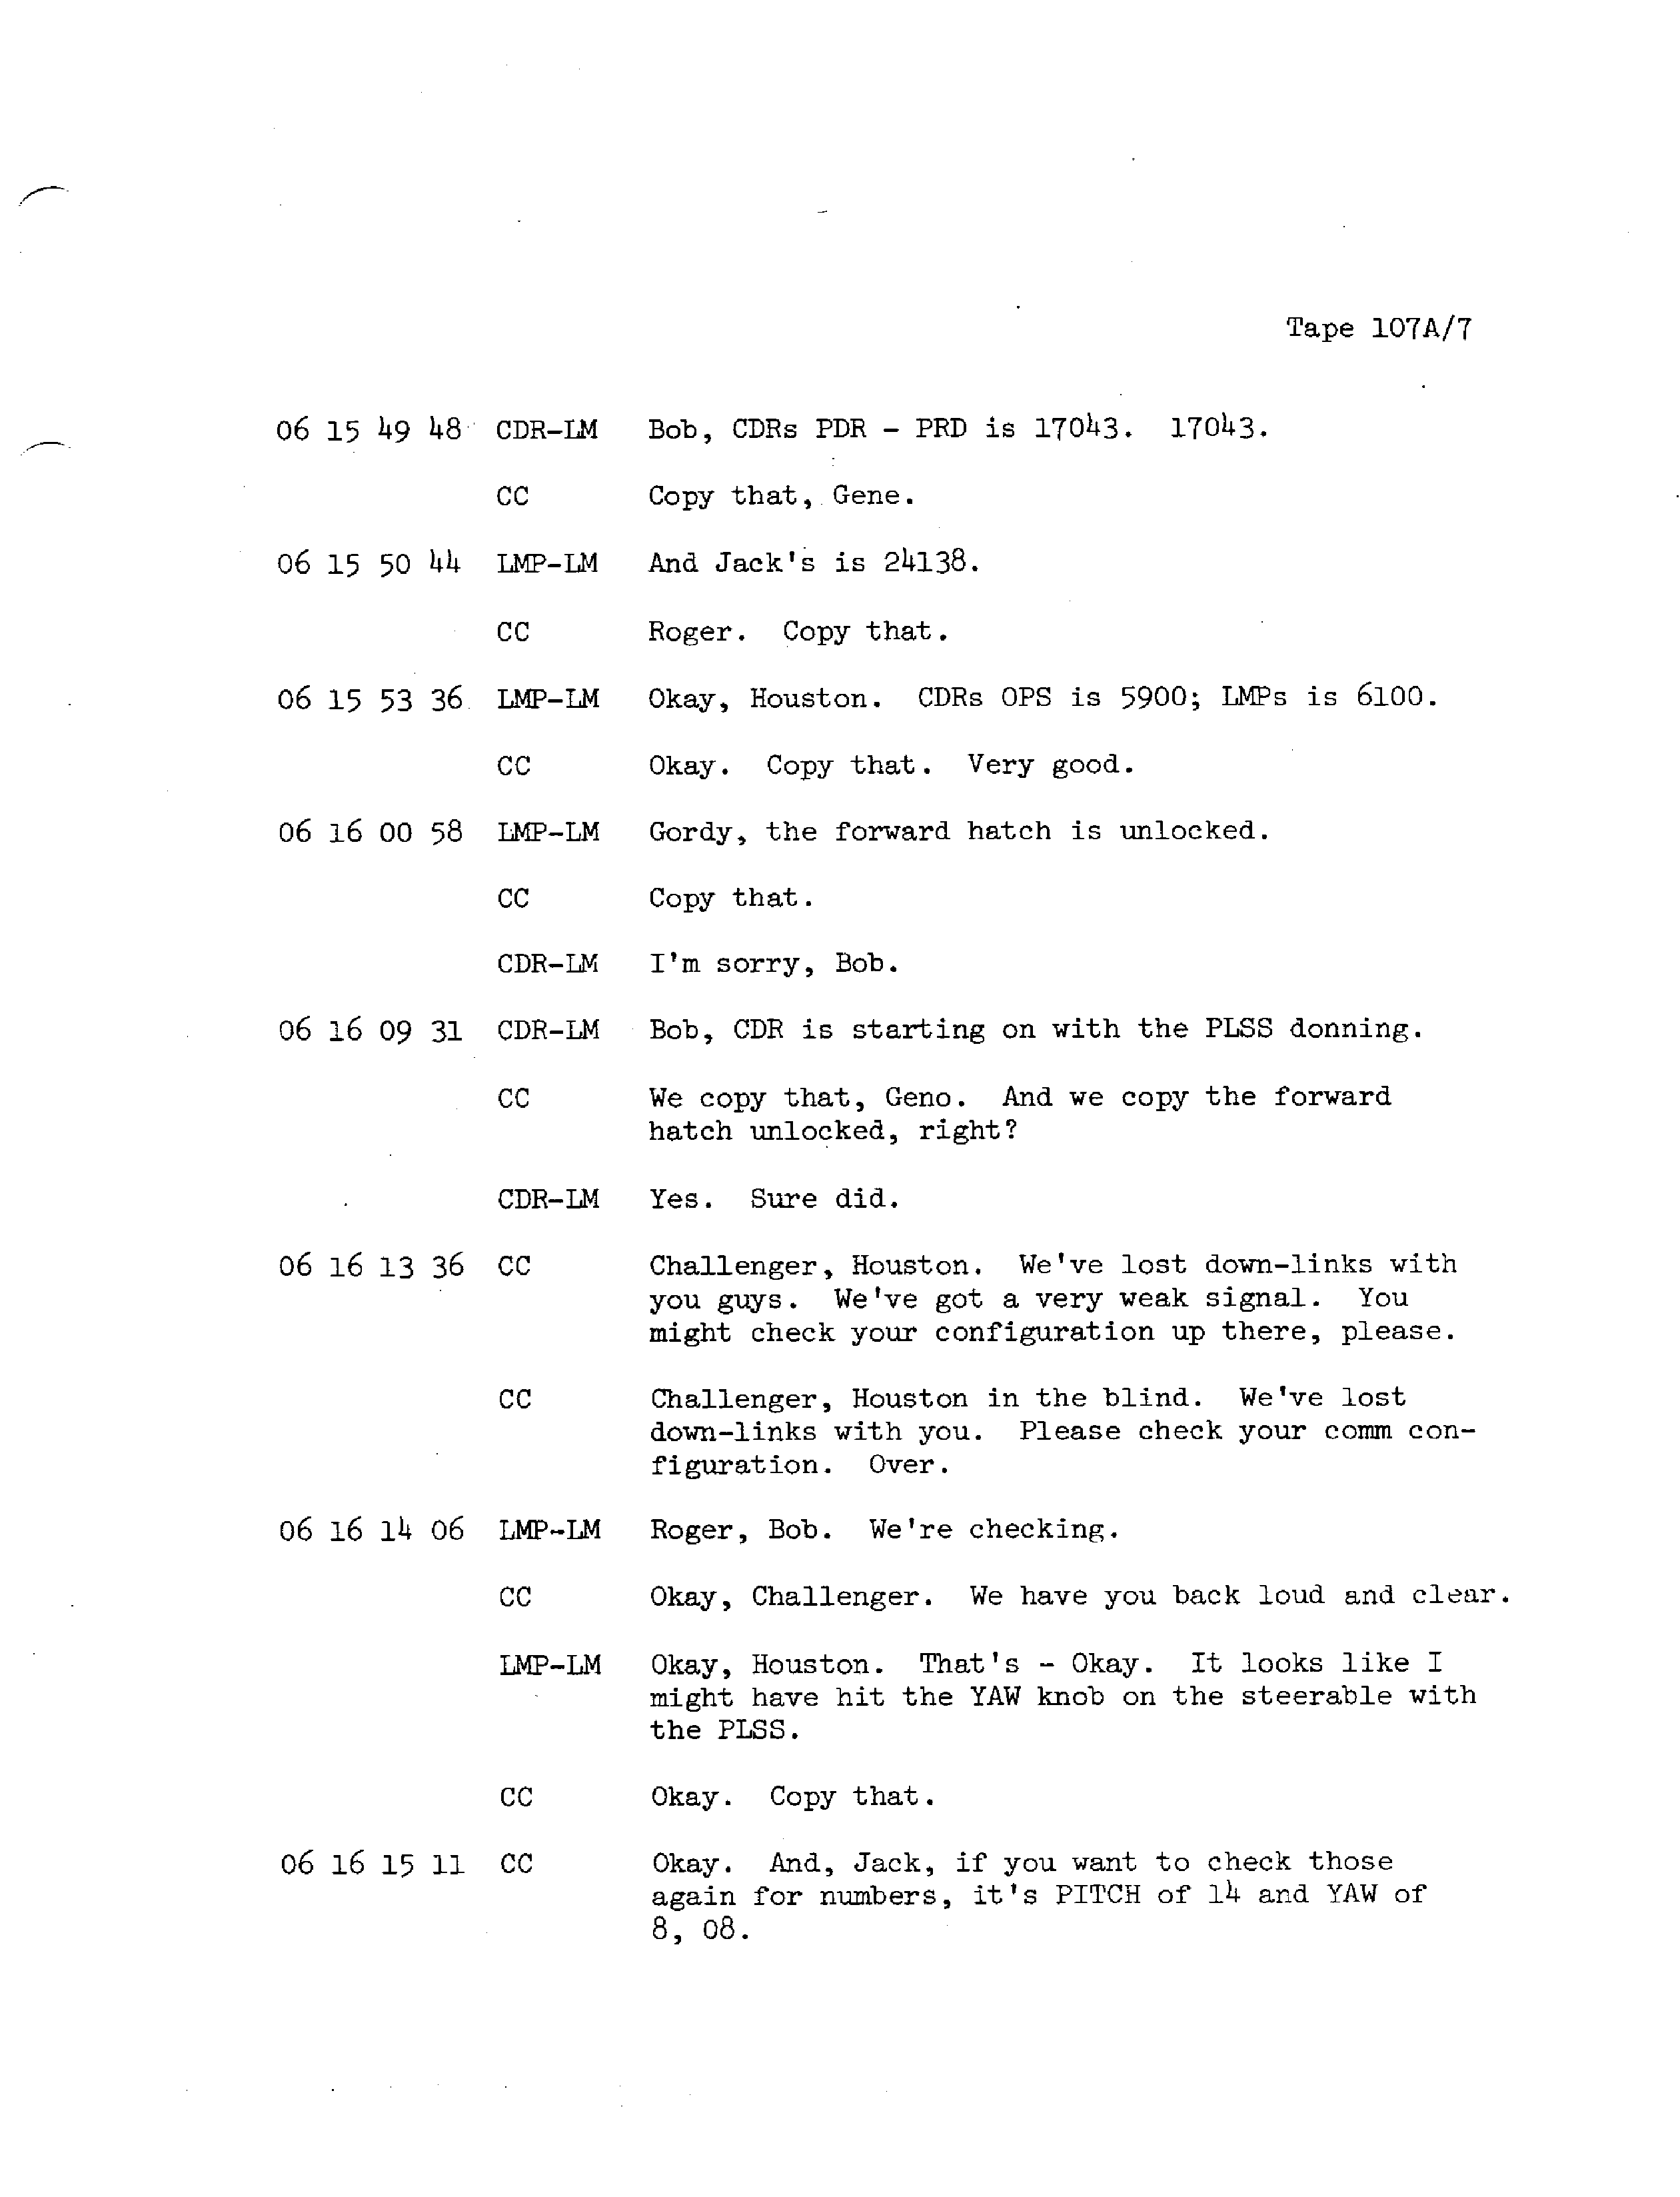 Tape 107A/7
06 15 49 48 CDR-LM Bob, CDRs PDR - PRD is 17043. 17043.
CC Copy that, Gene.
06 15 50 44 LMP-LM And Jack's is 24138.
CC Roger. Copy that.
06 15 53 36 LMP-LM Okay, Houston. CDRs OPS is 5900; LMPs is 6100.
CC Okay. Copy that. Very good.
06 16 00 58 LMP-LM Gordy, the forward hatch is unlocked.
CC Copy that.
CDR-LM I'm sorry, Bob.
06 16 09 31 CDR-LM Bob, CDR is starting on with the PLSS donning.
CC We copy that, Geno. And we copy the forward
hatch unlocked, right?
CDR-LM Yes. Sure did.
06 16 13 36 CC Challenger, Houston. We've lost down-links with
you guys. We've got a very weak signal. You
might check your configuration up there, please.
CC Challenger, Houston in the blind. We've lost
down-links with you. Please check your comm con-
figuration. Over.
06 16 14 06 LMP-LM Roger, Bob. We're checking.
CC Okay, Challenger. We have you back loud and clear.
LMP-LM Okay, Houston. That's - Okay. It looks like I
might have hit the YAW knob on the steerable with
the PLSS.
CC Okay. Copy that.
06 16 15 11 CC Okay. And, Jack, if you want to check those
again for numbers, it's PITCH of 14 and YAW of
8, 08.